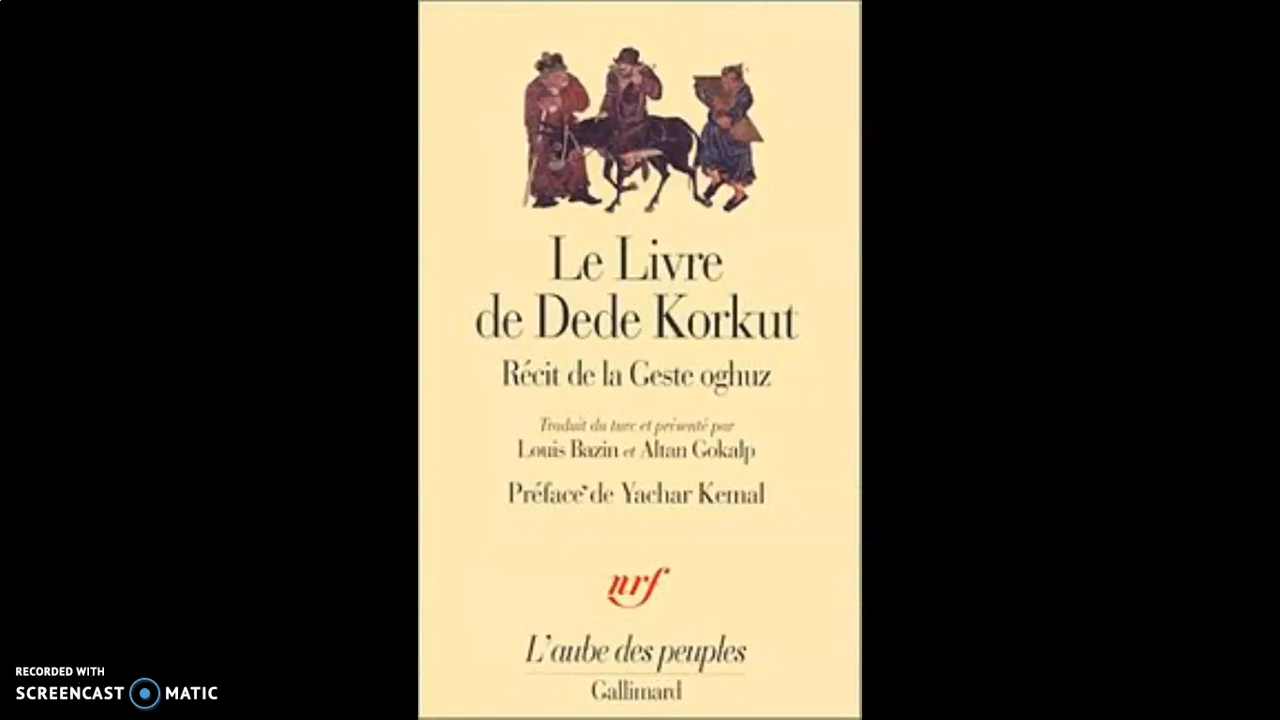 Le Livre
de Dede Korkut
Récit de la Geste oghuz
Traduit du turc et présenté par
Louis Bazin et Altan Gokalp
Préface de Yachar Kemal
nrf
L'aube des peuples
Gallimard
RECORDED WITH
SCREENCAST MATIC